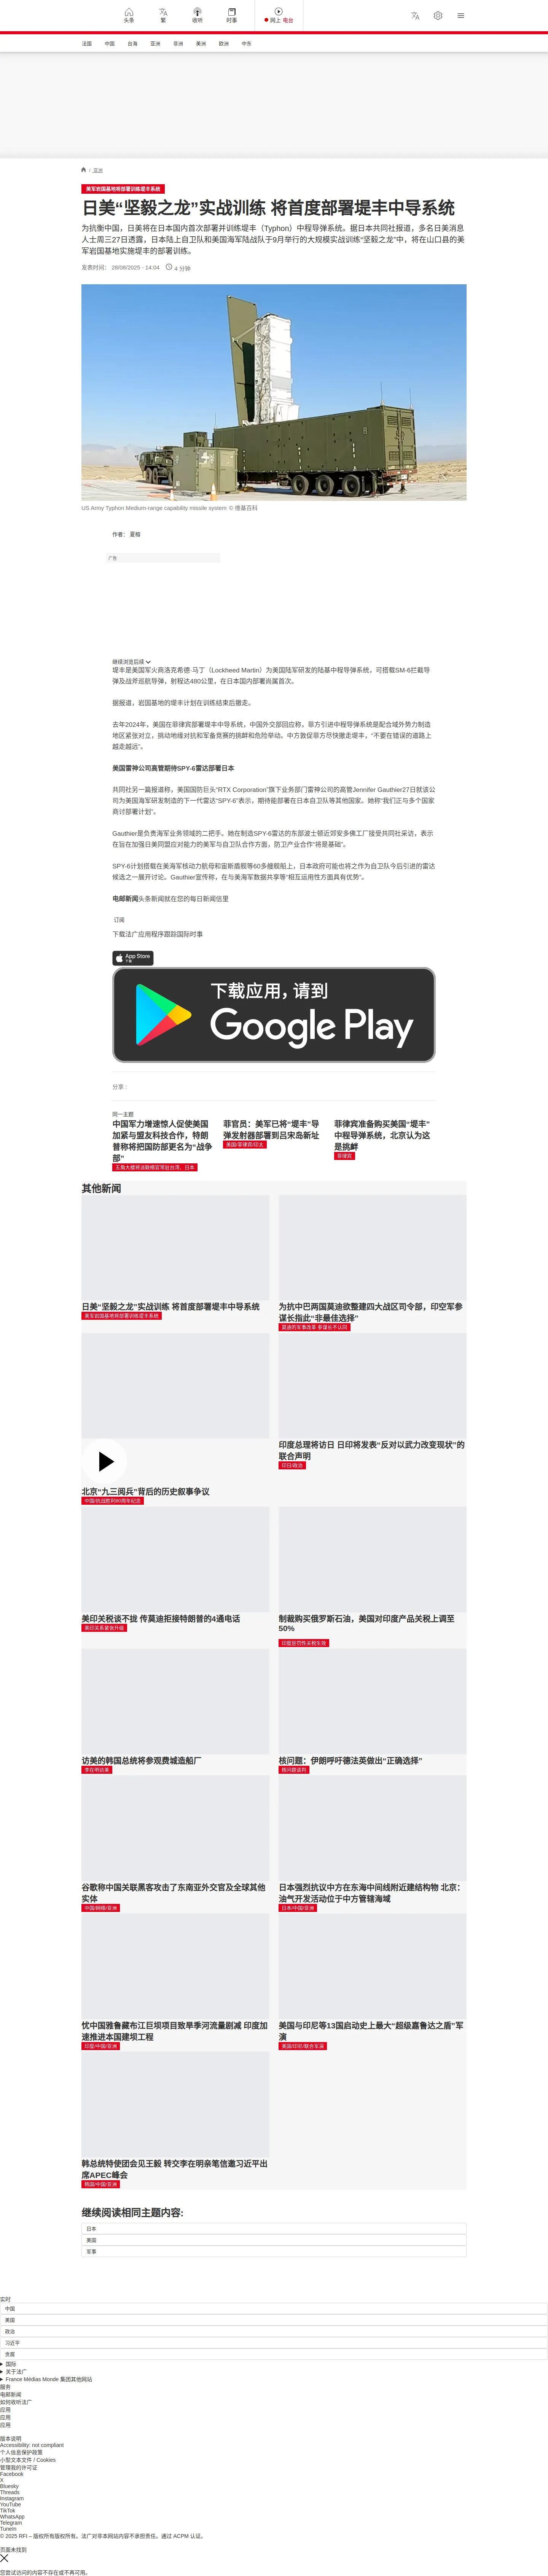 头条
繁
收听
时事
网上 电台
法国
中国
台海
亚洲
非洲
美洲
欧洲
中东
/ 亚洲
美军岩国基地将部署训练堤丰系统
日美“坚毅之龙”实战训练 将首度部署堤丰中导系统
为抗衡中国，日美将在日本国内首次部署并训练堤丰（Typhon）中程导弹系统。据日本共同社报道，多名日美消息
人士周三27日透露，日本陆上自卫队和美国海军陆战队于9月举行的大规模实战训练“坚毅之龙”中，将在山口县的美
军岩国基地实施堤丰的部署训练。
发表时间： 28/08/2025 - 14:04
4 分钟
US Army Typhon Medium-range capability missile system © 维基百科
作者： 夏榕
广告
继续浏览后续
堤丰是美国军火商洛克希德·马丁（Lockheed Martin）为美国陆军研发的陆基中程导弹系统，可搭载SM-6拦截导
弹及战斧巡航导弹，射程达480公里，在日本国内部署尚属首次。
据报道，岩国基地的堤丰计划在训练结束后撤走。
去年2024年，美国在菲律宾部署堤丰中导系统，中国外交部回应称，菲方引进中程导弹系统是配合域外势力制造
地区紧张对立，挑动地缘对抗和军备竞赛的挑衅和危险举动。中方敦促菲方尽快撤走堤丰，“不要在错误的道路上
越走越远”。
美国雷神公司高管期待SPY-6雷达部署日本
共同社另一篇报道称，美国国防巨头“RTX Corporation”旗下业务部门雷神公司的高管Jennifer Gauthier27日就该公
司为美国海军研发制造的下一代雷达“SPY-6”表示，期待能部署在日本自卫队等其他国家。她称“我们正与多个国家
商讨部署计划”。
Gauthier是负责海军业务领域的二把手。她在制造SPY-6雷达的东部波士顿近郊安多佛工厂接受共同社采访，表示
在旨在加强日美同盟应对能力的美军与自卫队合作方面，防卫产业合作“将是基础”。
SPY-6计划搭载在美海军核动力航母和宙斯盾舰等60多艘舰船上，日本政府可能也将之作为自卫队今后引进的雷达
候选之一展开讨论。Gauthier宣传称，在与美海军数据共享等“相互运用性方面具有优势”。
电邮新闻头条新闻就在您的每日新闻信里
订阅
下载法广应用程序跟踪国际时事
App Store
下载
下载应用，请到
Google Play
分享 :
同一主题
中国军力增速惊人促使美国
加紧与盟友科技合作，特朗
普称将把国防部更名为“战争
部”
五角大楼将派联络官常驻台湾、日本
菲官员：美军已将“堤丰”导
弹发射器部署到吕宋岛新址
美国/菲律宾/印太
菲律宾准备购买美国“堤丰”
中程导弹系统，北京认为这
是挑衅
菲律宾
其他新闻
日美“坚毅之龙”实战训练 将首度部署堤丰中导系统
美军岩国基地将部署训练堤丰系统
为抗中巴两国莫迪欲整建四大战区司令部，印空军参
谋长指此“非最佳选择”
莫迪的军事改革 参谋长不认同
北京“九三阅兵”背后的历史叙事争议
中国/抗战胜利80周年纪念
印度总理将访日 日印将发表“反对以武力改变现状”的
联合声明
印日/政治
美印关税谈不拢 传莫迪拒接特朗普的4通电话
美印关系紧张升级
制裁购买俄罗斯石油，美国对印度产品关税上调至
50%
印度惩罚性关税生效
访美的韩国总统将参观费城造船厂
李在明访美
核问题：伊朗呼吁德法英做出“正确选择”
核问题谈判
谷歌称中国关联黑客攻击了东南亚外交官及全球其他
实体
中国/网络/亚洲
日本强烈抗议中方在东海中间线附近建结构物 北京：
油气开发活动位于中方管辖海域
日本/中国/亚洲
忧中国雅鲁藏布江巨坝项目致旱季河流量剧减 印度加
速推进本国建坝工程
印度/中国/亚洲
美国与印尼等13国启动史上最大“超级嘉鲁达之盾”军
演
美国/印尼/联合军演
韩总统特使团会见王毅 转交李在明亲笔信邀习近平出
席APEC峰会
韩国/中国/亚洲
继续阅读相同主题内容:
日本
美国
军事
实时
中国
美国
政治
习近平
贪腐
国际
关于法广
France Médias Monde 集团其他网站
服务
电邮新闻
如何收听法广
应用
应用
应用
版本说明
Accessibility: not compliant
个人信息保护政策
小型文本文件 / Cookies
管理我的许可证
Facebook
X
Bluesky
Threads
Instagram
YouTube
TikTok
WhatsApp
Telegram
TuneIn
© 2025 RFI – 版权所有版权所有。法广对非本网站内容不承担责任。通过 ACPM 认证。
页面未找到
您尝试访问的内容不存在或不再可用。